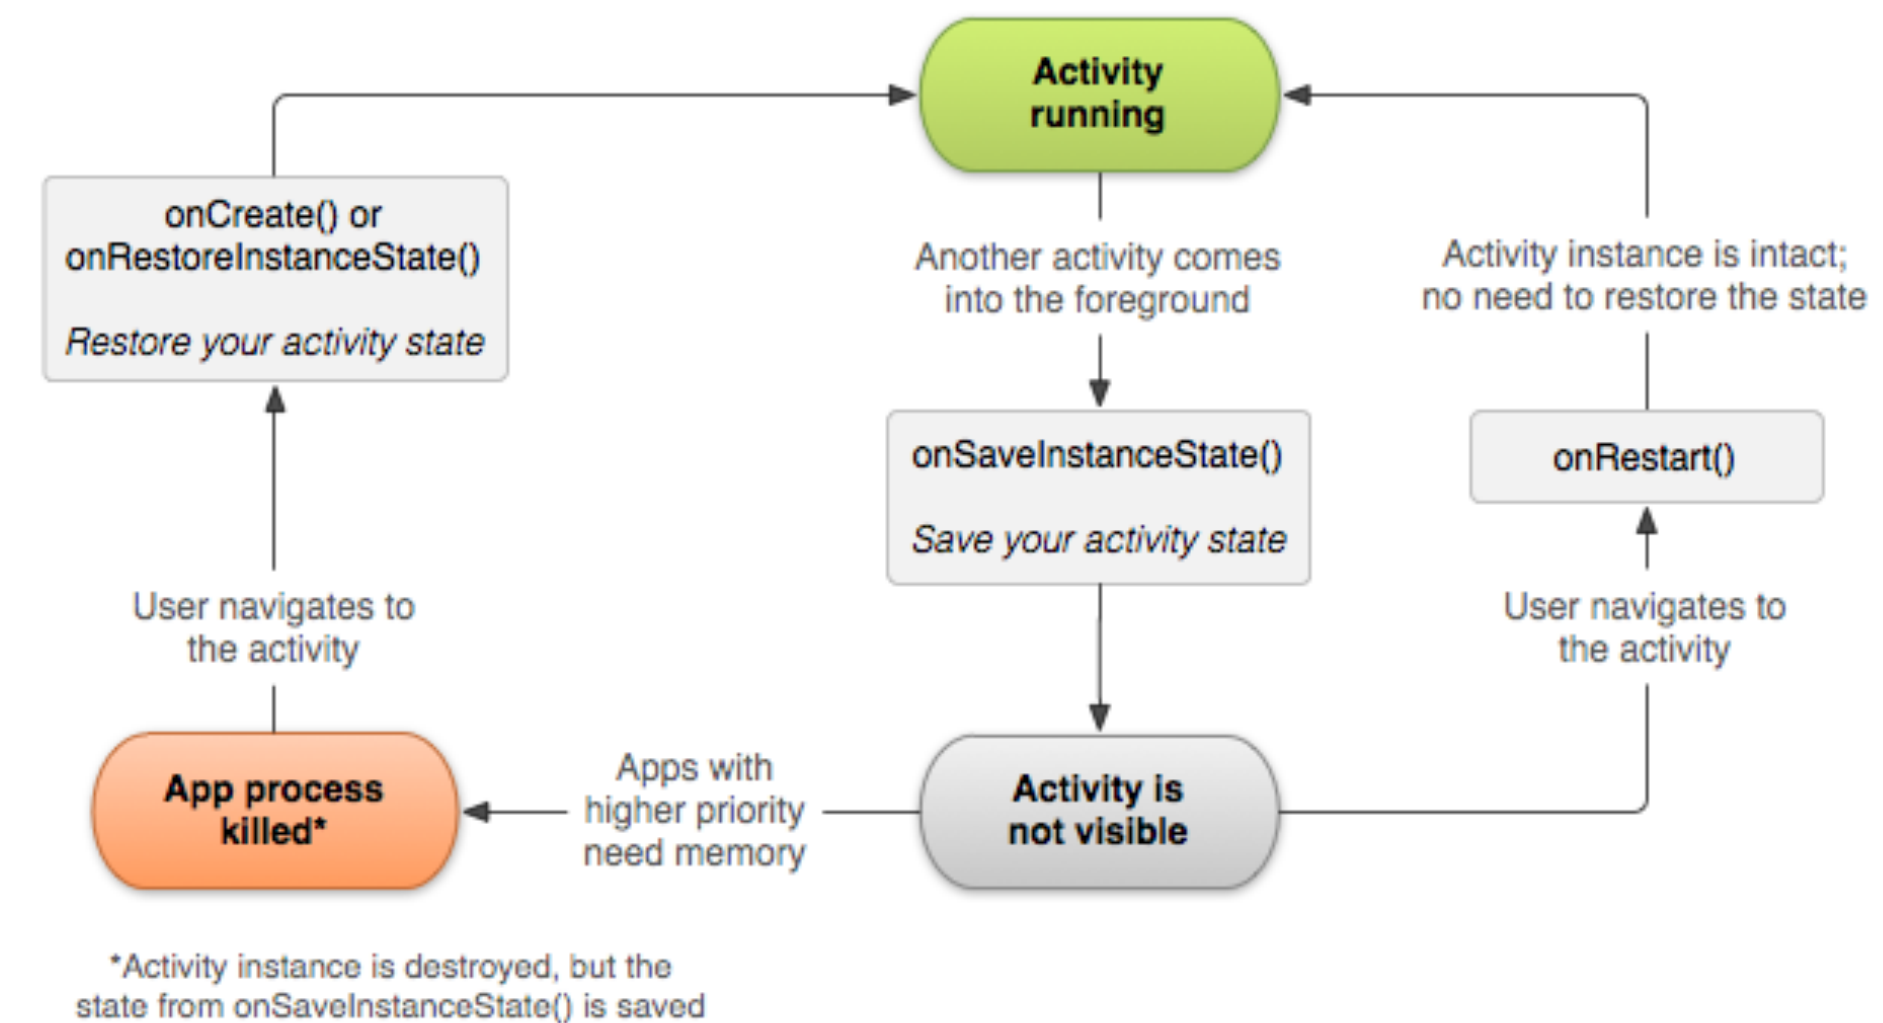 Activity
running
onCreate() or
onRestoreInstanceState()
Restore your activity state
Another activity comes
into the foreground
Activity instance is intact;
no need to restore the state
onSaveInstanceState()
Save your activity state
onRestart()
User navigates to
the activity
User navigates to
the activity
App process
killed*
Apps with
higher priority
need memory
Activity is
not visible
*Activity instance is destroyed, but the
state from onSaveInstanceState() is saved